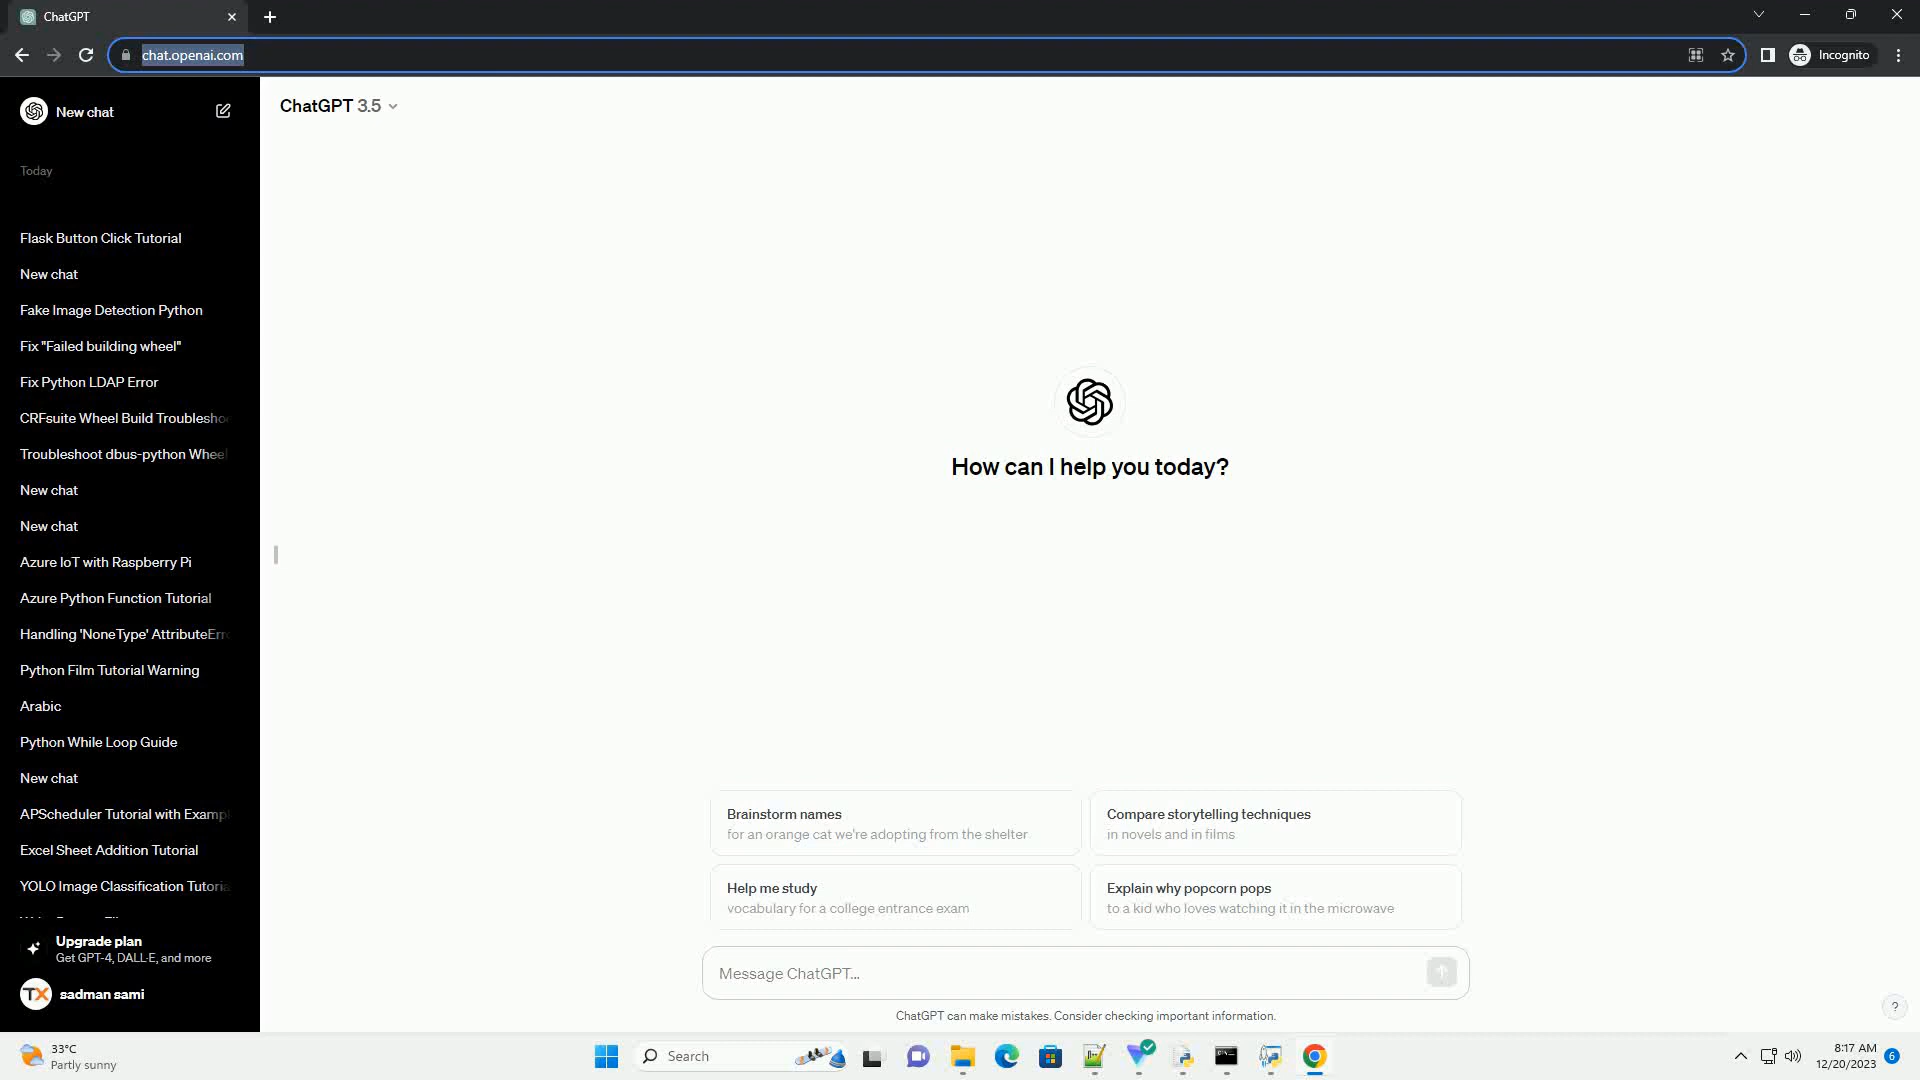 ChatGPT
chat.openai.com
Incognito
New chat
ChatGPT 3.5
Today
Flask Button Click Tutorial
New chat
Fake Image Detection Python
Fix "Failed building wheel"
Fix Python LDAP Error
CRFsuite Wheel Build Troublesho
Troubleshoot dbus-python Wheel
New chat
New chat
Azure IoT with Raspberry Pi
Azure Python Function Tutorial
Handling 'NoneType' AttributeErr
Python Film Tutorial Warning
Arabic
Python While Loop Guide
New chat
APScheduler Tutorial with Examp
Excel Sheet Addition Tutorial
YOLO Image Classification Tutoria
Upgrade plan
Get GPT-4, DALL·E, and more
TX
sadman sami
How can I help you today?
Brainstorm names
for an orange cat we're adopting from the shelter
Compare storytelling techniques
in novels and in films
Help me study
vocabulary for a college entrance exam
Explain why popcorn pops
to a kid who loves watching it in the microwave
Message ChatGPT...
ChatGPT can make mistakes. Consider checking important information.
?
33°C
Partly sunny
Search
8:17 AM
12/20/2023
6